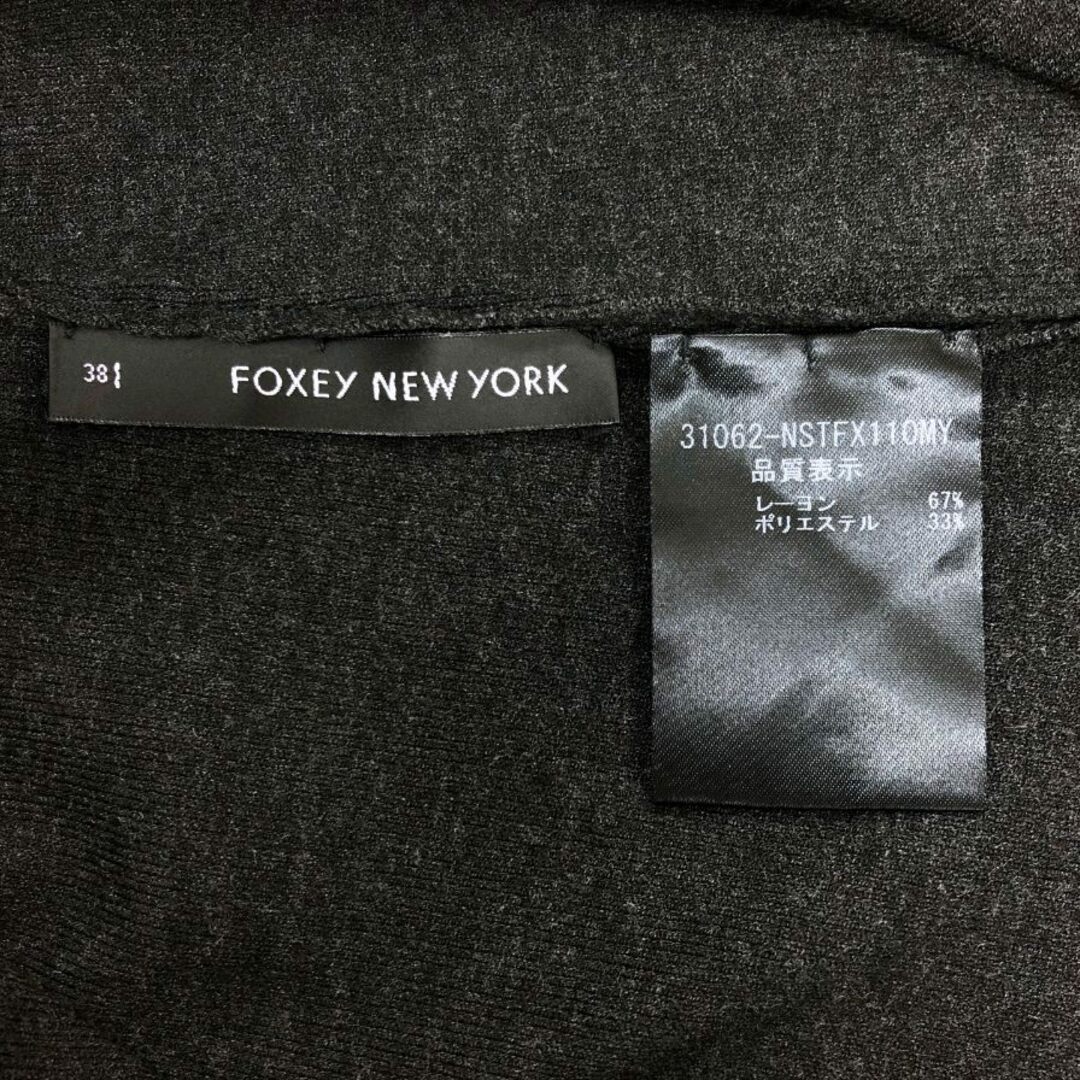 38
FOXEY NEW YORK
31062-NSTFX110MY
品質表示
レーヨン 67%
ポリエステル 33%